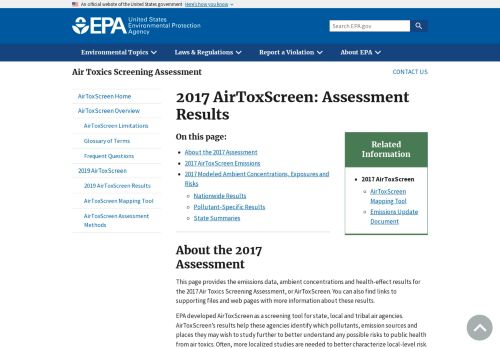 An official website of the United States government Here's how you know
EPA United States
Environmental Protection
Agency
Search EPA.gov
Environmental Topics Laws & Regulations Report a Violation About EPA
Air Toxics Screening Assessment
CONTACT US
AirToxScreen Home
AirToxScreen Overview
AirToxScreen Limitations
Glossary of Terms
Frequent Questions
2019 AirToxScreen
2019 AirToxScreen Results
AirToxScreen Mapping Tool
AirToxScreen Assessment
Methods
2017 AirToxScreen: Assessment
Results
On this page:
About the 2017 Assessment
2017 AirToxScreen Emissions
2017 Modeled Ambient Concentrations, Exposures and
Risks
Nationwide Results
Pollutant-Specific Results
State Summaries
Related
Information
2017 AirToxScreen
AirToxScreen
Mapping Tool
Emissions Update
Document
About the 2017
Assessment
This page provides the emissions data, ambient concentrations and health-effect results for
the 2017 Air Toxics Screening Assessment, or AirToxScreen. You can also find links to
supporting files and web pages with more information about these results.
EPA developed AirToxScreen as a screening tool for state, local and tribal air agencies.
AirToxScreen's results help these agencies identify which pollutants, emission sources and
places they may wish to study further to better understand any possible risks to public health
from air toxics. Often, more localized studies are needed to better characterize local-level risk.